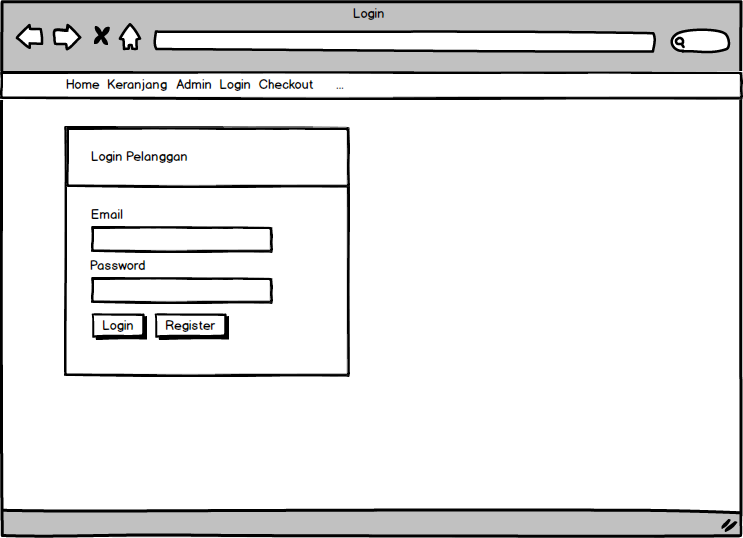 Login
Home Keranjang Admin Login Checkout ...
Login Pelanggan
Email
Password
Login Register